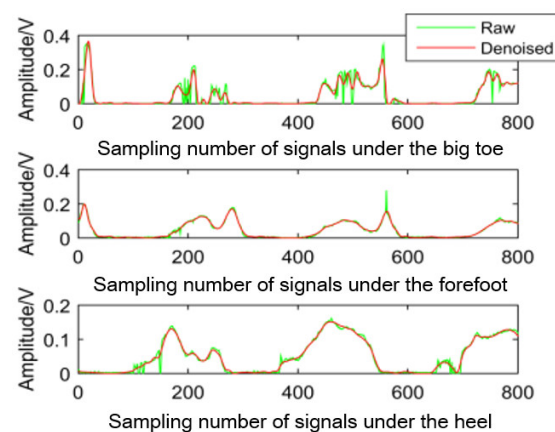 Raw
Denoised
Amplitude/V
0.4
0.2
0
0 200 400 600 800
Sampling number of signals under the big toe
Amplitude/V
0.4
0.2
0
0 200 400 600 800
Sampling number of signals under the forefoot
Amplitude/V
0.2
0.1
0
0 200 400 600 800
Sampling number of signals under the heel